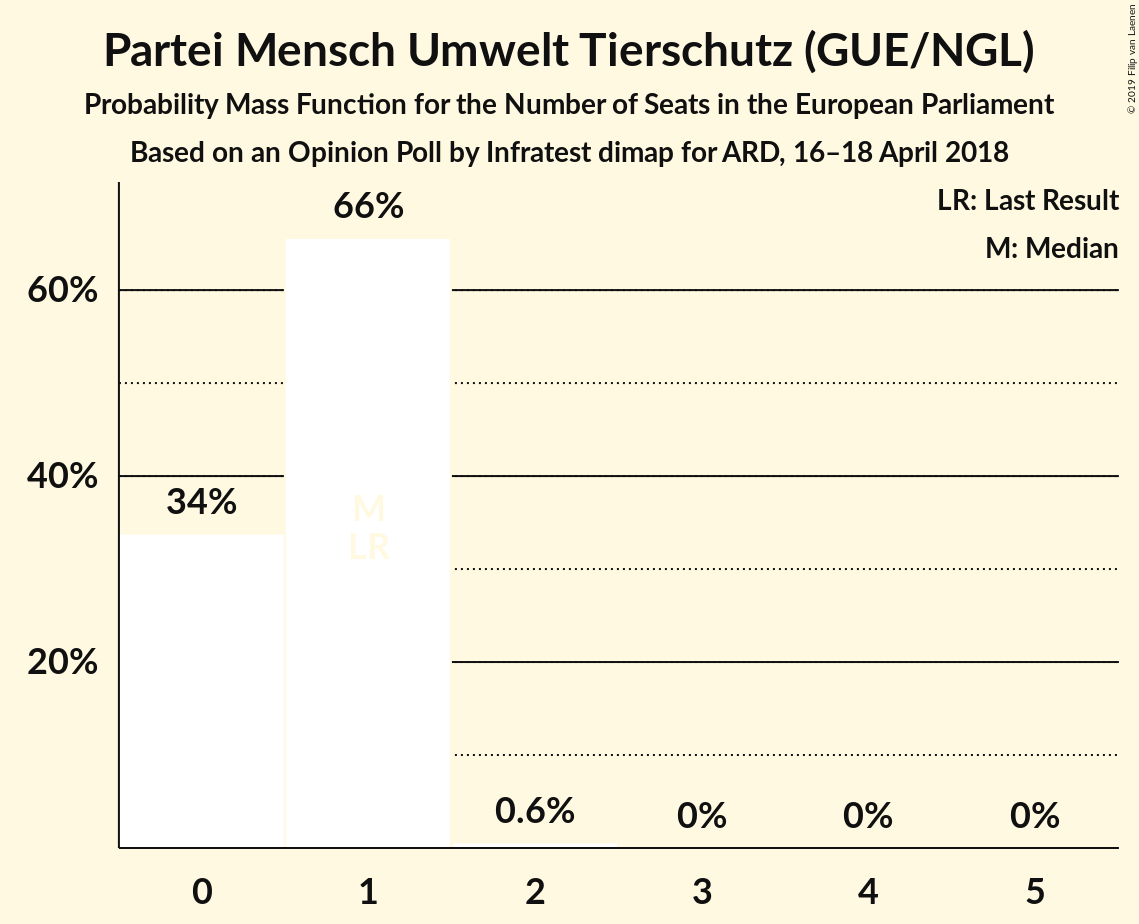 Partei Mensch Umwelt Tierschutz (GUE/NGL)
Probability Mass Function for the Number of Seats in the European Parliament
Based on an Opinion Poll by Infratest dimap for ARD, 16–18 April 2018
© 2019 Filip van Laenen
LR: Last Result
M: Median
66%
60%
40%
34%
M
LR
20%
0.6%
0%
0%
0%
0
1
2
3
4
5